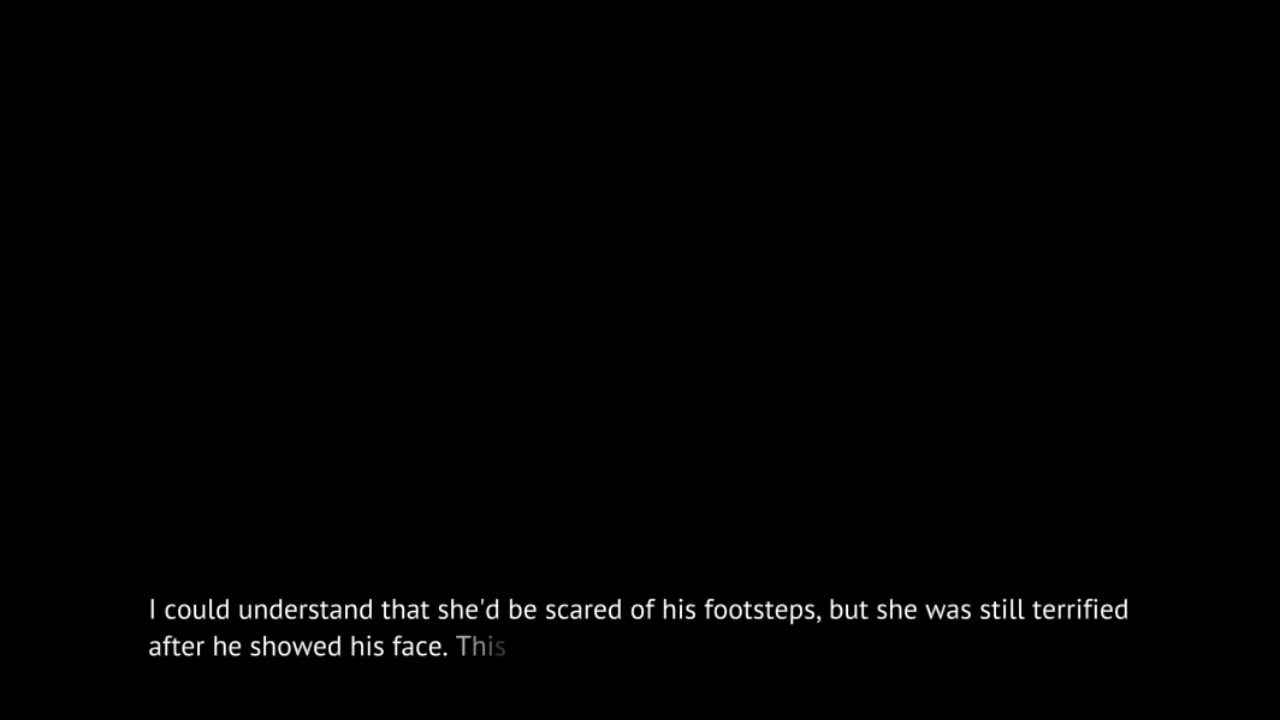 I could understand that she'd be scared of his footsteps, but she was still terrified
after he showed his face. This